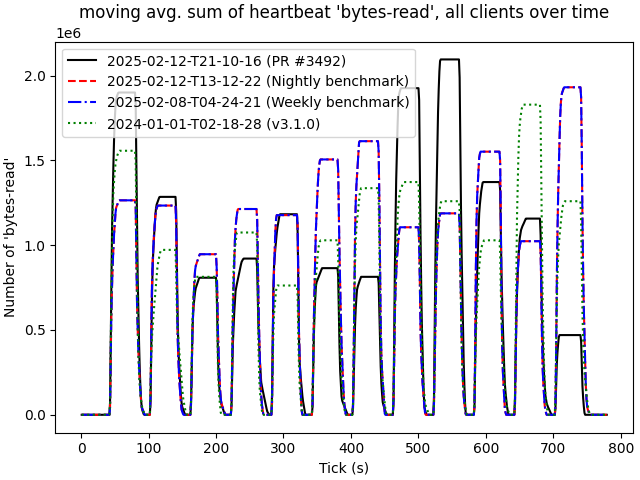 moving avg. sum of heartbeat 'bytes-read', all clients over time
1e6
2025-02-12-T21-10-16 (PR #3492)
2025-02-12-T13-12-22 (Nightly benchmark)
2025-02-08-T04-24-21 (Weekly benchmark)
2024-01-01-T02-18-28 (v3.1.0)
Number of 'bytes-read'
2.0
1.5
1.0
0.5
0.0
0 100 200 300 400 500 600 700 800
Tick (s)